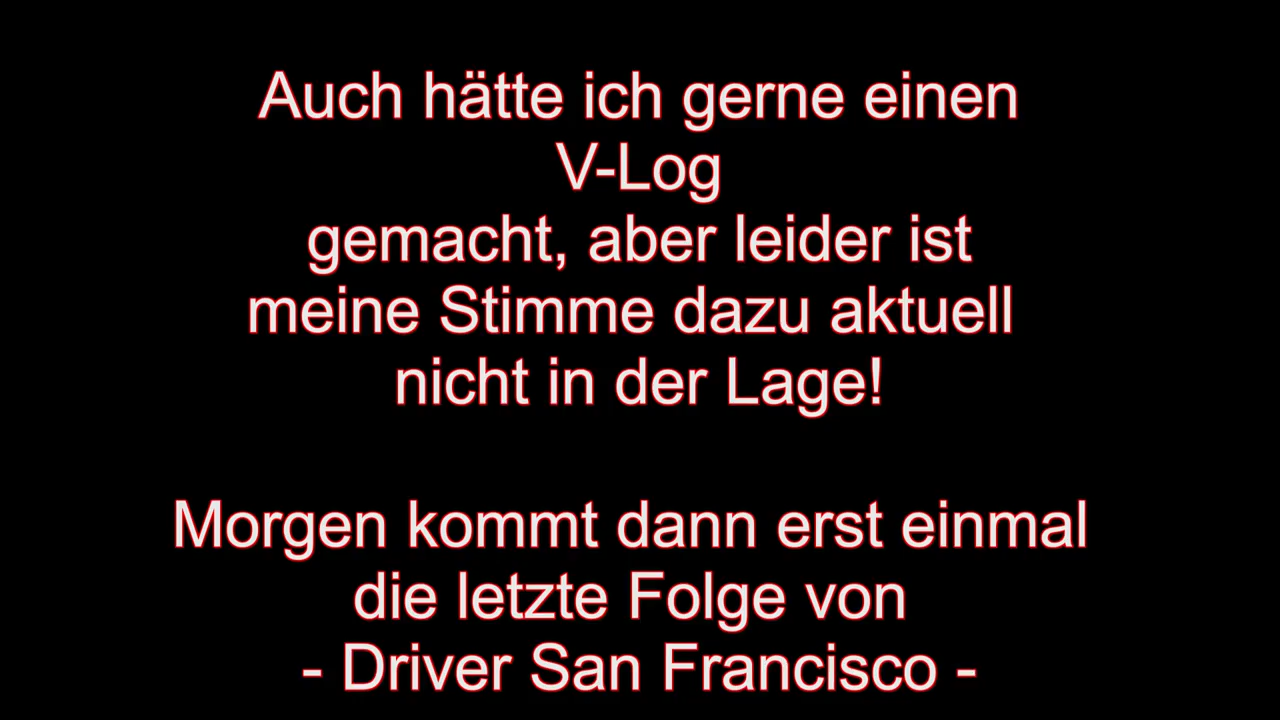 Auch hätte ich gerne einen
V-Log
gemacht, aber leider ist
meine Stimme dazu aktuell
nicht in der Lage!
Morgen kommt dann erst einmal
die letzte Folge von
- Driver San Francisco -